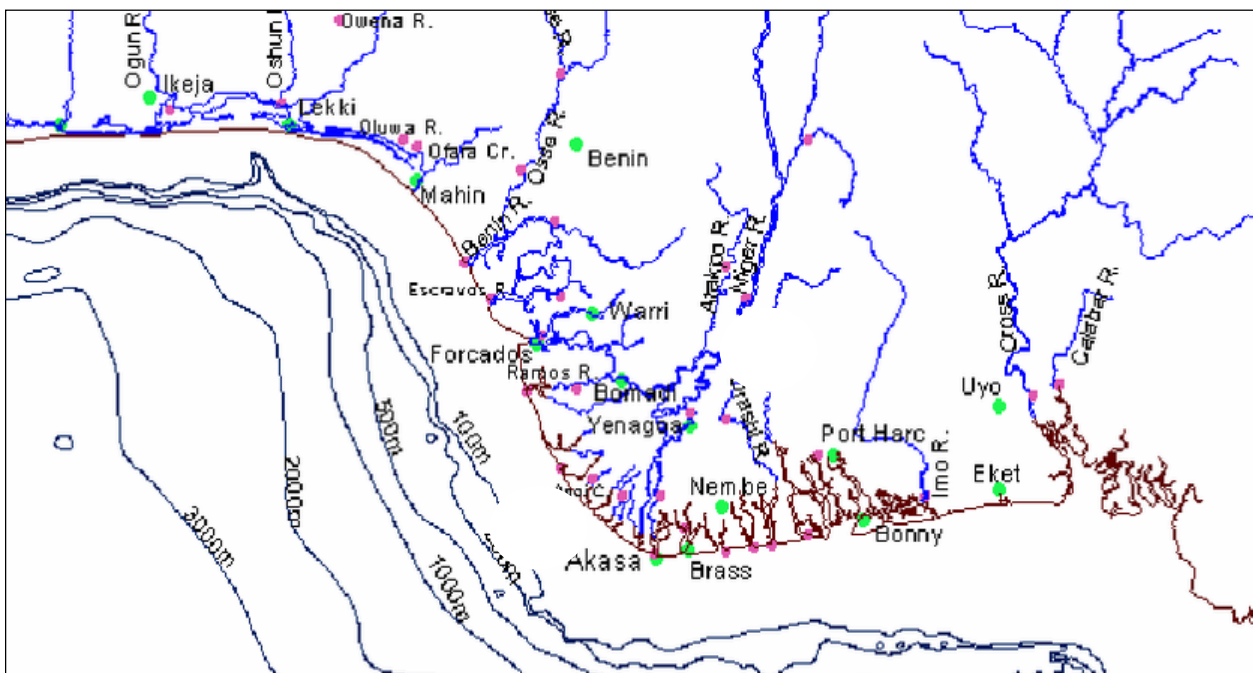 Owena R.
Ogun R
Oshun
Ikeja
Lekki
Oluwa R.
Ofara Cr.
Mahin
Osse R.
Benin
Benin R.
Escravos R
Warri
Forcados
Ramos R.
Bomadi
Yenagoa
Niger R.
Cross R.
Calabar R.
Uyo
Port Harc
Imo R.
Nembe
Eket
Bonny
Akasa
Brass
100m
500m
1000m
2000m
3000m